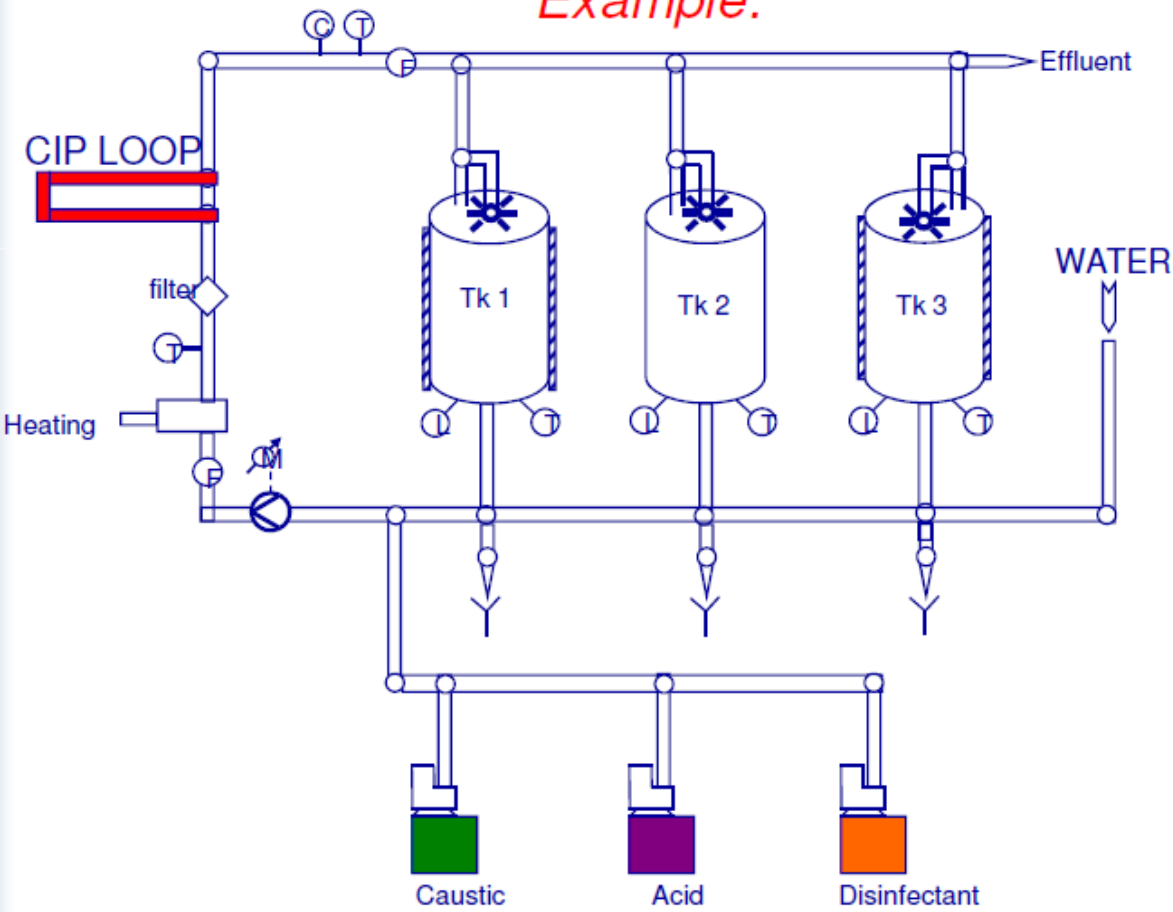 Example:
C T
F
Effluent
CIP LOOP
WATER
filter
Tk 1
Tk 2
Tk 3
T
Heating
L T
L T
L T
F
M
Caustic
Acid
Disinfectant